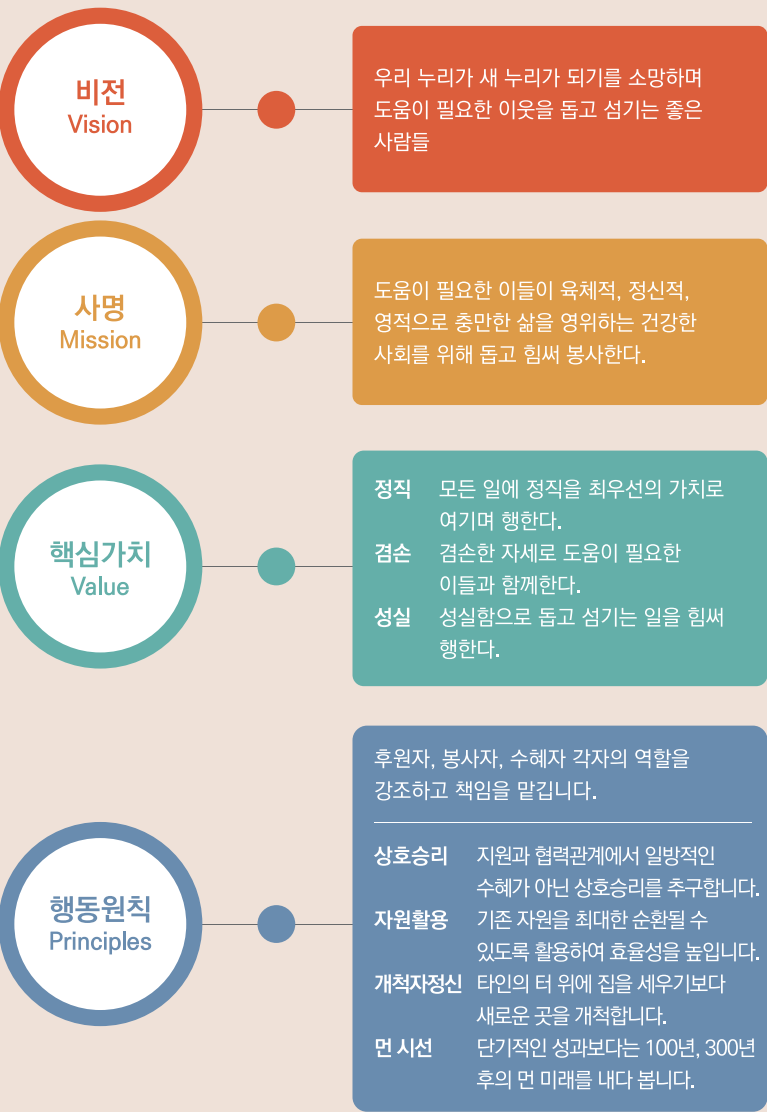 비전
Vision
우리 누리가 새 누리가 되기를 소망하며
도움이 필요한 이웃을 돕고 섬기는 좋은
사람들
사명
Mission
도움이 필요한 이들이 육체적, 정신적,
영적으로 충만한 삶을 영위하는 건강한
사회를 위해 돕고 힘써 봉사한다.
핵심가치
Value
정직 모든 일에 정직을 최우선의 가치로
여기며 행한다.
겸손 겸손한 자세로 도움이 필요한
이들과 함께한다.
성실 성실함으로 돕고 섬기는 일을 힘써
행한다.
행동원칙
Principles
후원자, 봉사자, 수혜자 각자의 역할을
강조하고 책임을 맡깁니다.
상호승리 지원과 협력관계에서 일방적인
수혜가 아닌 상호승리를 추구합니다.
자원활용 기존 자원을 최대한 순환될 수
있도록 활용하여 효율성을 높입니다.
개척자정신 타인의 터 위에 집을 세우기보다
새로운 곳을 개척합니다.
먼 시선 단기적인 성과보다는 100년, 300년
후의 먼 미래를 내다 봅니다.